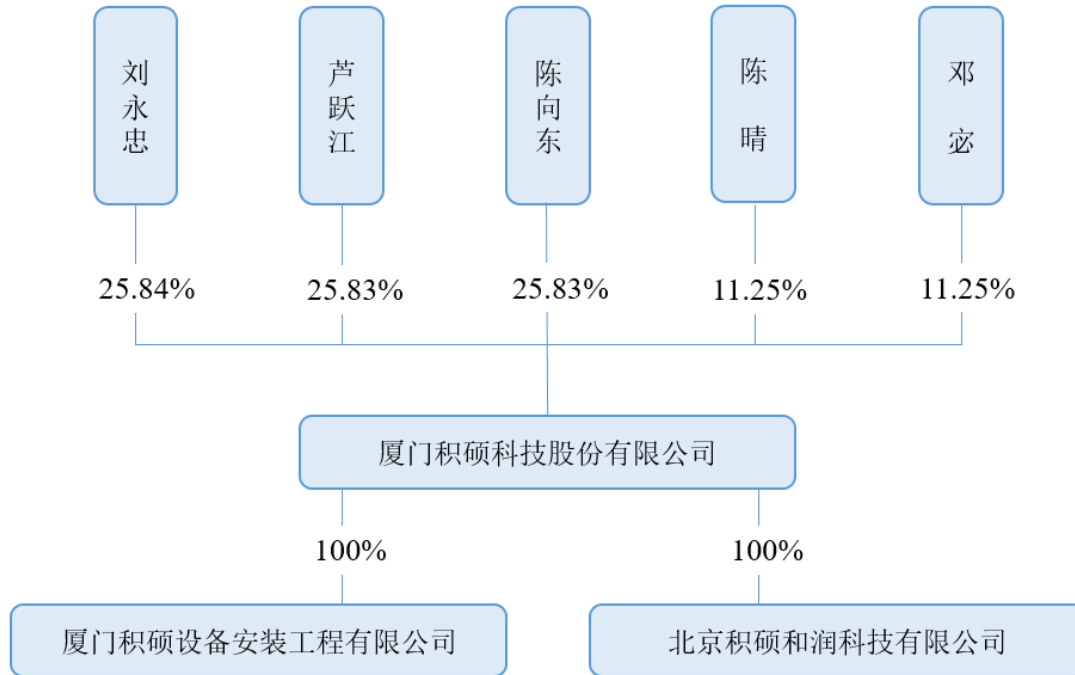 刘永忠
芦跃江
陈向东
陈晴
邓宓
25.84%
25.83%
25.83%
11.25%
11.25%
厦门积硕科技股份有限公司
100%
100%
厦门积硕设备安装工程有限公司
北京积硕和润科技有限公司